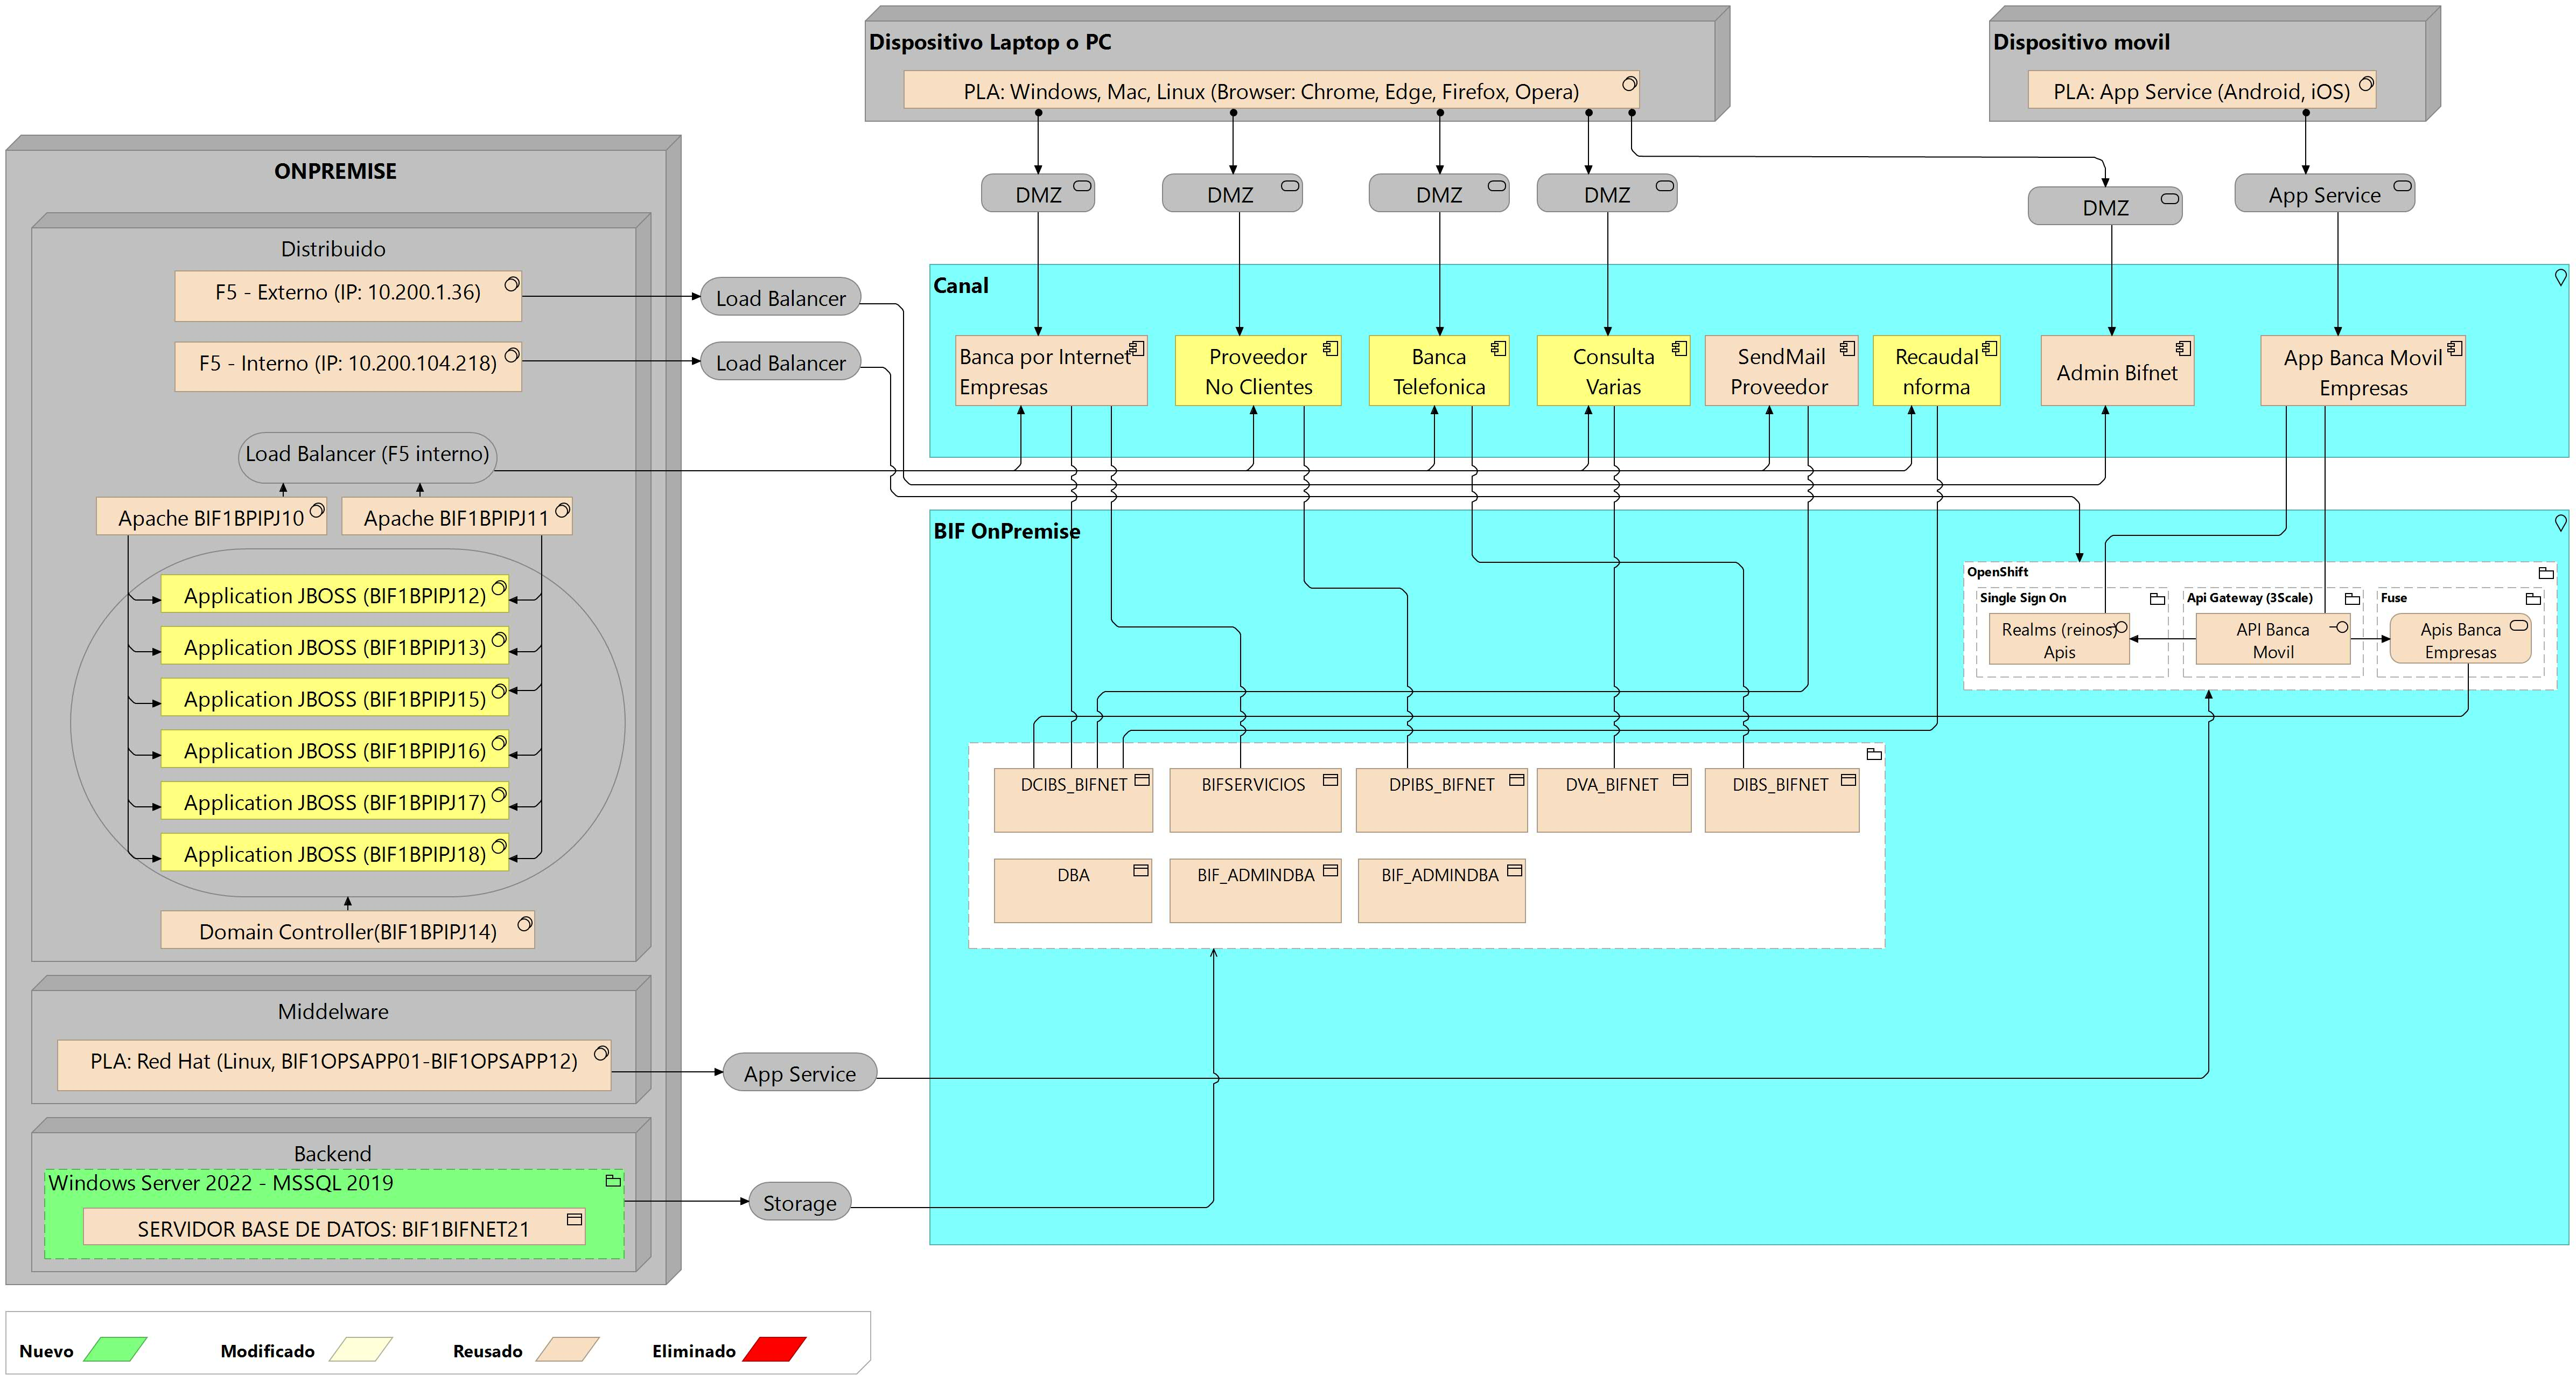 Dispositivo Laptop o PC
PLA: Windows, Mac, Linux (Browser: Chrome, Edge, Firefox, Opera)
Dispositivo movil
PLA: App Service (Android, iOS)
DMZ
DMZ
DMZ
DMZ
DMZ
App Service
ONPREMISE
Distribuido
F5 - Externo (IP: 10.200.1.36)
F5 - Interno (IP: 10.200.104.218)
Load Balancer
Load Balancer
Load Balancer (F5 interno)
Apache BIF1BPIPJ10
Apache BIF1BPIPJ11
Application JBOSS (BIF1BPIPJ12)
Application JBOSS (BIF1BPIPJ13)
Application JBOSS (BIF1BPIPJ15)
Application JBOSS (BIF1BPIPJ16)
Application JBOSS (BIF1BPIPJ17)
Application JBOSS (BIF1BPIPJ18)
Domain Controller(BIF1BPIPJ14)
Middelware
PLA: Red Hat (Linux, BIF1OPSAPP01-BIF1OPSAPP12)
App Service
Backend
Windows Server 2022 - MSSQL 2019
SERVIDOR BASE DE DATOS: BIF1BIFNET21
Storage
Canal
Banca por Internet
Empresas
Proveedor
No Clientes
Banca
Telefonica
Consulta
Varias
SendMail
Proveedor
RecaudaI
nforma
Admin Bifnet
App Banca Movil
Empresas
BIF OnPremise
OpenShift
Single Sign On
Realms (reinos)
Apis
Api Gateway (3Scale)
API Banca
Movil
Fuse
Apis Banca
Empresas
DCIBS_BIFNET
BIFSERVICIOS
DPIBS_BIFNET
DVA_BIFNET
DIBS_BIFNET
DBA
BIF_ADMINDBA
BIF_ADMINDBA
Nuevo
Modificado
Reusado
Eliminado